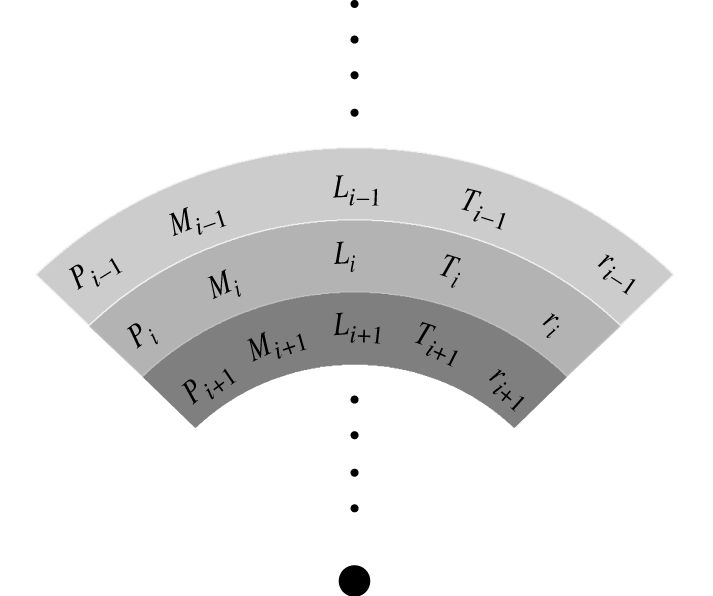 P_{i−1} M_{i−1} L_{i−1} T_{i−1} r_{i−1}
P_i M_i L_i T_i r_i
P_{i+1} M_{i+1} L_{i+1} T_{i+1} r_{i+1}